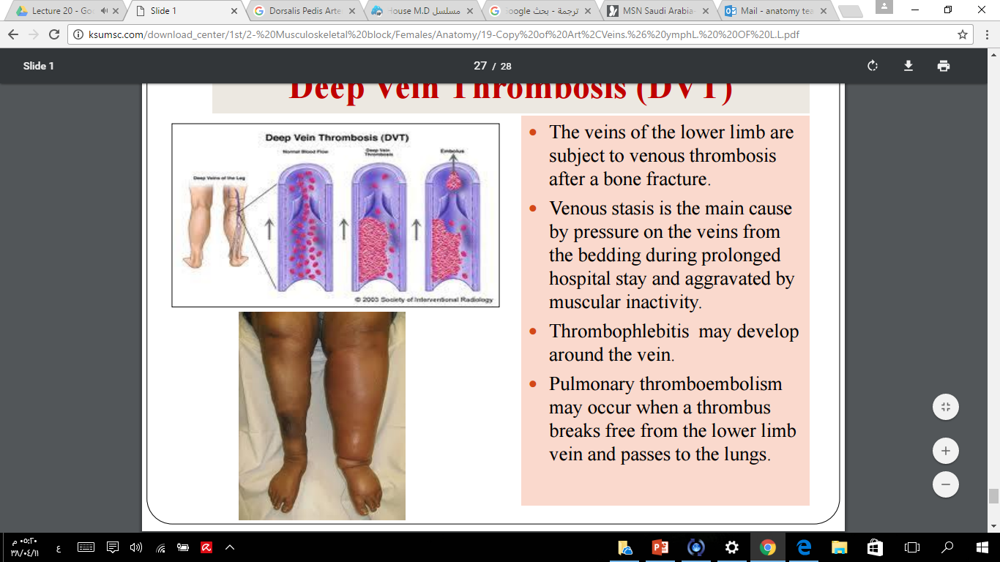 Lecture 20 - Go
Slide 1
Dorsalis Pedis Arte
House M.D مسلسل
ترجمة - بحث Google
MSN Saudi Arabia
Mail - anatomy tea
ksumsc.com/download_center/1st/2-%20Musculoskeletal%20block/Females/Anatomy/19-Copy%20of%20Art%2CVeins.%26%20ymphL.%20%20OF%20L.L.pdf
Slide 1
27 / 28
Deep Vein Thrombosis (DVT)
Deep Vein Thrombosis (DVT)
Normal Blood Flow
Deep Vein
Thrombosis
Embolus
Deep Veins of the Leg
© 2003 Society of Interventional Radiology
• The veins of the lower limb are
subject to venous thrombosis
after a bone fracture.
• Venous stasis is the main cause
by pressure on the veins from
the bedding during prolonged
hospital stay and aggravated by
muscular inactivity.
• Thrombophlebitis may develop
around the vein.
• Pulmonary thromboembolism
may occur when a thrombus
breaks free from the lower limb
vein and passes to the lungs.
٠٥:٢٠ م
٣٨/٠٤/١١
ع